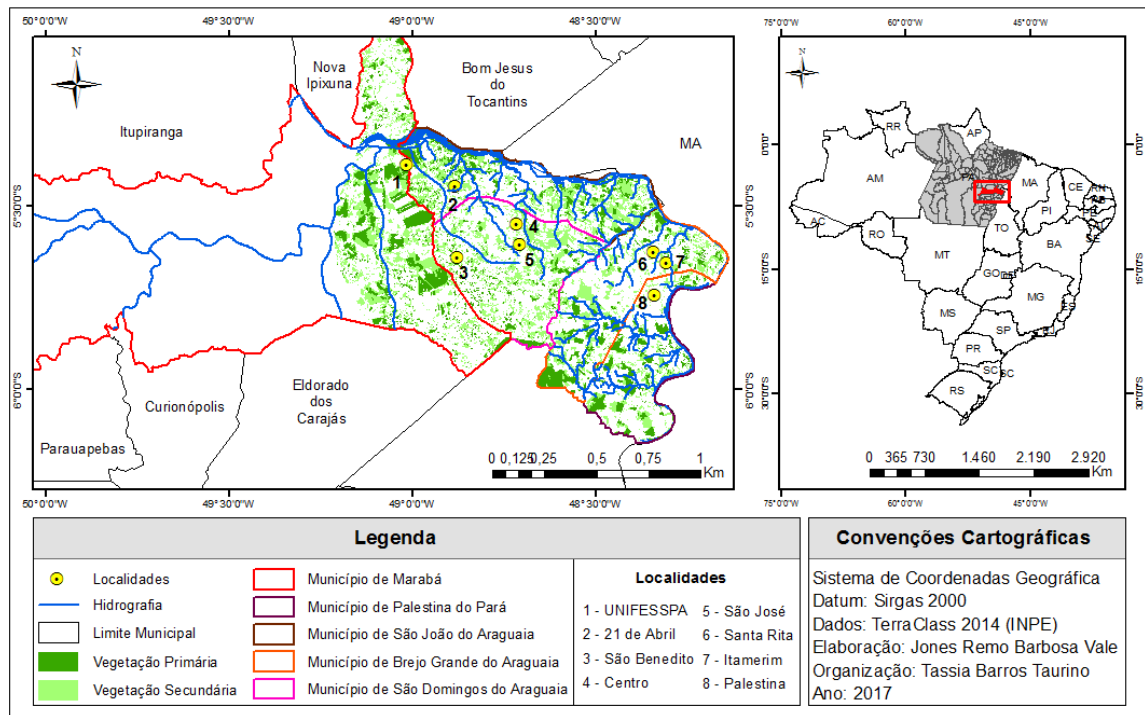 50°0'0"W
49°30'0"W
49°0'0"W
48°30'0"W
N
Nova
Ipixuna
Bom Jesus
do
Tocantins
Itupiranga
MA
5°30'0"S
5°30'0"S
1
2
3
4
5
6
7
8
Eldorado
dos
Carajás
Curionópolis
Parauapebas
6°0'0"S
6°0'0"S
0 0,125 0,25 0,5 0,75 1
Km
50°0'0"W
49°30'0"W
49°0'0"W
48°30'0"W
75°0'0"W
60°0'0"W
45°0'0"W
N
RR
AP
0°0'0"
0°0'0"
AM
PA
MA
CE
RN
PI
AC
RO
TO
SE
BA
MT
15°0'0"S
15°0'0"S
GO
DF
MG
ES
MS
SP
RJ
PR
SC
SC
RS
30°0'0"S
30°0'0"S
0 365 730 1.460 2.190 2.920
Km
75°0'0"W
60°0'0"W
45°0'0"W
Legenda
Localidades
Hidrografia
Limite Municipal
Vegetação Primária
Vegetação Secundária
Município de Marabá
Município de Palestina do Pará
Município de São João do Araguaia
Município de Brejo Grande do Araguaia
Município de São Domingos do Araguaia
Localidades
1 - UNIFESSPA
2 - 21 de Abril
3 - São Benedito
4 - Centro
5 - São José
6 - Santa Rita
7 - Itamerim
8 - Palestina
Convenções Cartográficas
Sistema de Coordenadas Geográfica
Datum: Sirgas 2000
Dados: TerraClass 2014 (INPE)
Elaboração: Jones Remo Barbosa Vale
Organização: Tassia Barros Taurino
Ano: 2017